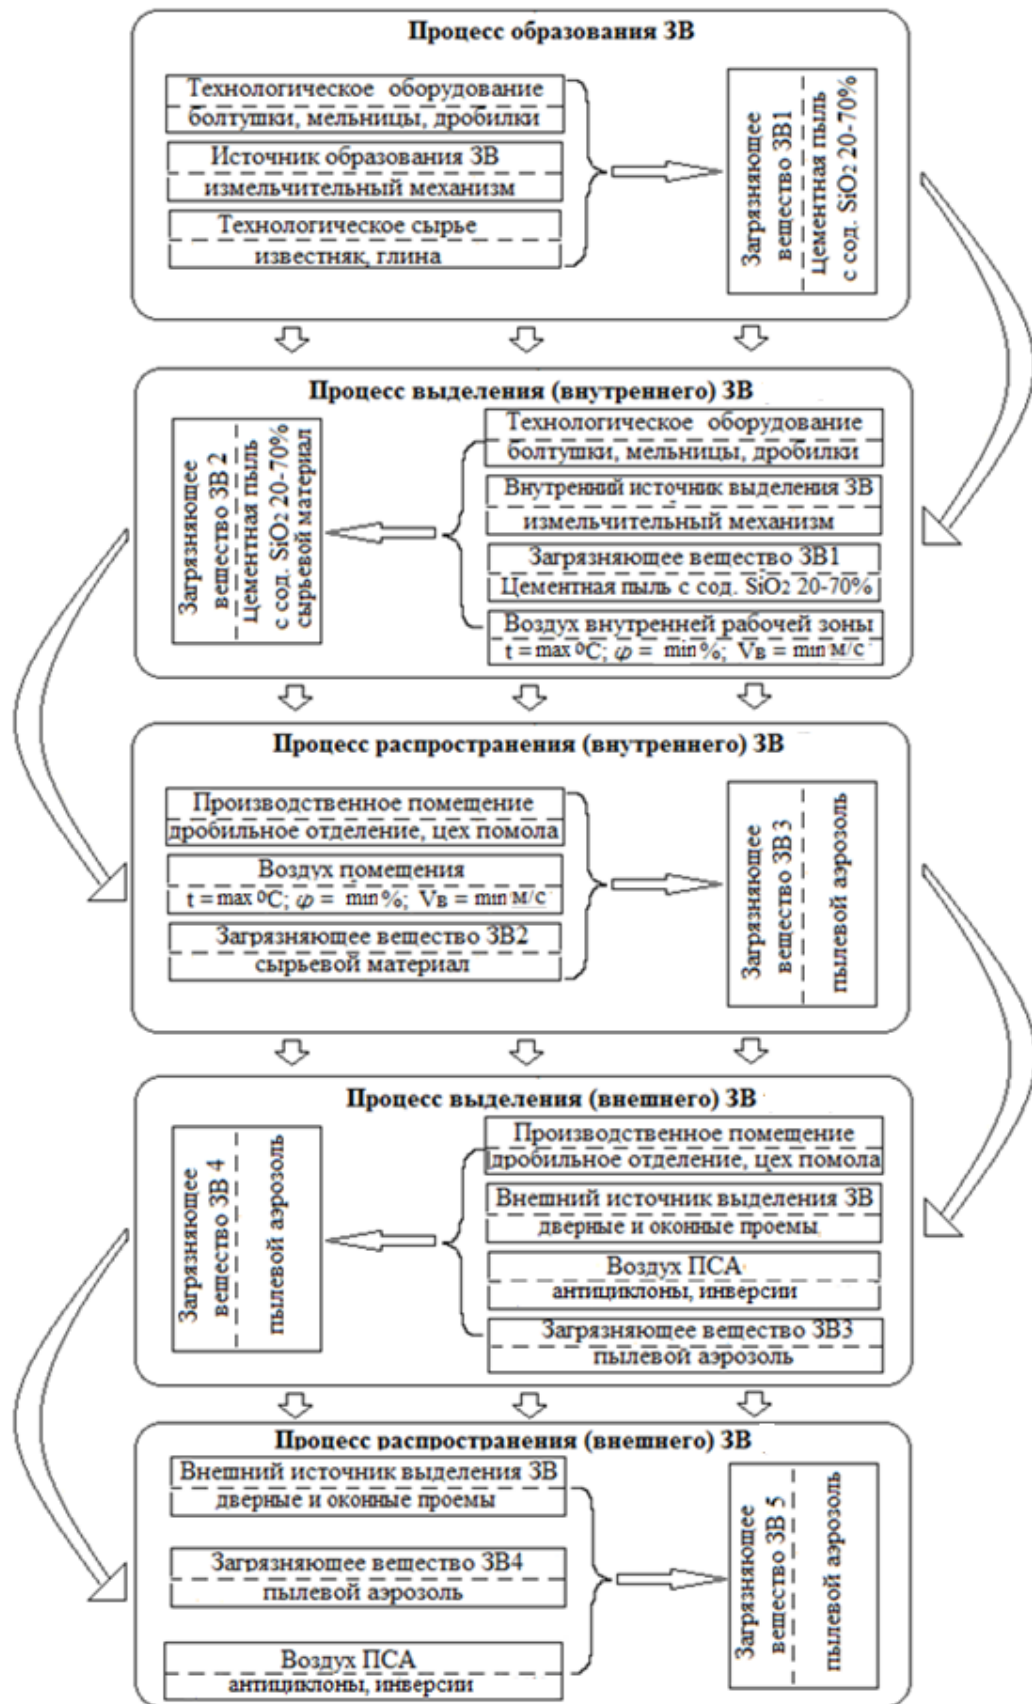 Процесс образования ЗВ
Технологическое оборудование
болтушки, мельницы, дробилки
Источник образования ЗВ
измельчительный механизм
Технологическое сырье
известняк, глина
Загрязняющее
вещество ЗВ1
Цементная пыль
с сод. SiO2 20-70%
Процесс выделения (внутреннего) ЗВ
Загрязняющее
вещество ЗВ 2
Цементная пыль
с сод. SiO2 20-70%
сырьевой материал
Технологическое оборудование
болтушки, мельницы, дробилки
Внутренний источник выделения ЗВ
измельчительный механизм
Загрязняющее вещество ЗВ1
Цементная пыль с сод. SiO2 20-70%
Воздух внутренней рабочей зоны
t = max ⁰C; φ = min %; Vв = min м/с
Процесс распространения (внутреннего) ЗВ
Производственное помещение
дробильное отделение, цех помола
Воздух помещения
t = max ⁰C; φ = min %; Vв = min м/с
Загрязняющее вещество ЗВ2
сырьевой материал
Загрязняющее
вещество ЗВ 3
пылевой аэрозоль
Процесс выделения (внешнего) ЗВ
Загрязняющее
вещество ЗВ 4
пылевой аэрозоль
Производственное помещение
дробильное отделение, цех помола
Внешний источник выделения ЗВ
дверные и оконные проемы
Воздух ПСА
антициклоны, инверсии
Загрязняющее вещество ЗВ3
пылевой аэрозоль
Процесс распространения (внешнего) ЗВ
Внешний источник выделения ЗВ
дверные и оконные проемы
Загрязняющее вещество ЗВ4
пылевой аэрозоль
Воздух ПСА
антициклоны, инверсии
Загрязняющее
вещество ЗВ 5
пылевой аэрозоль